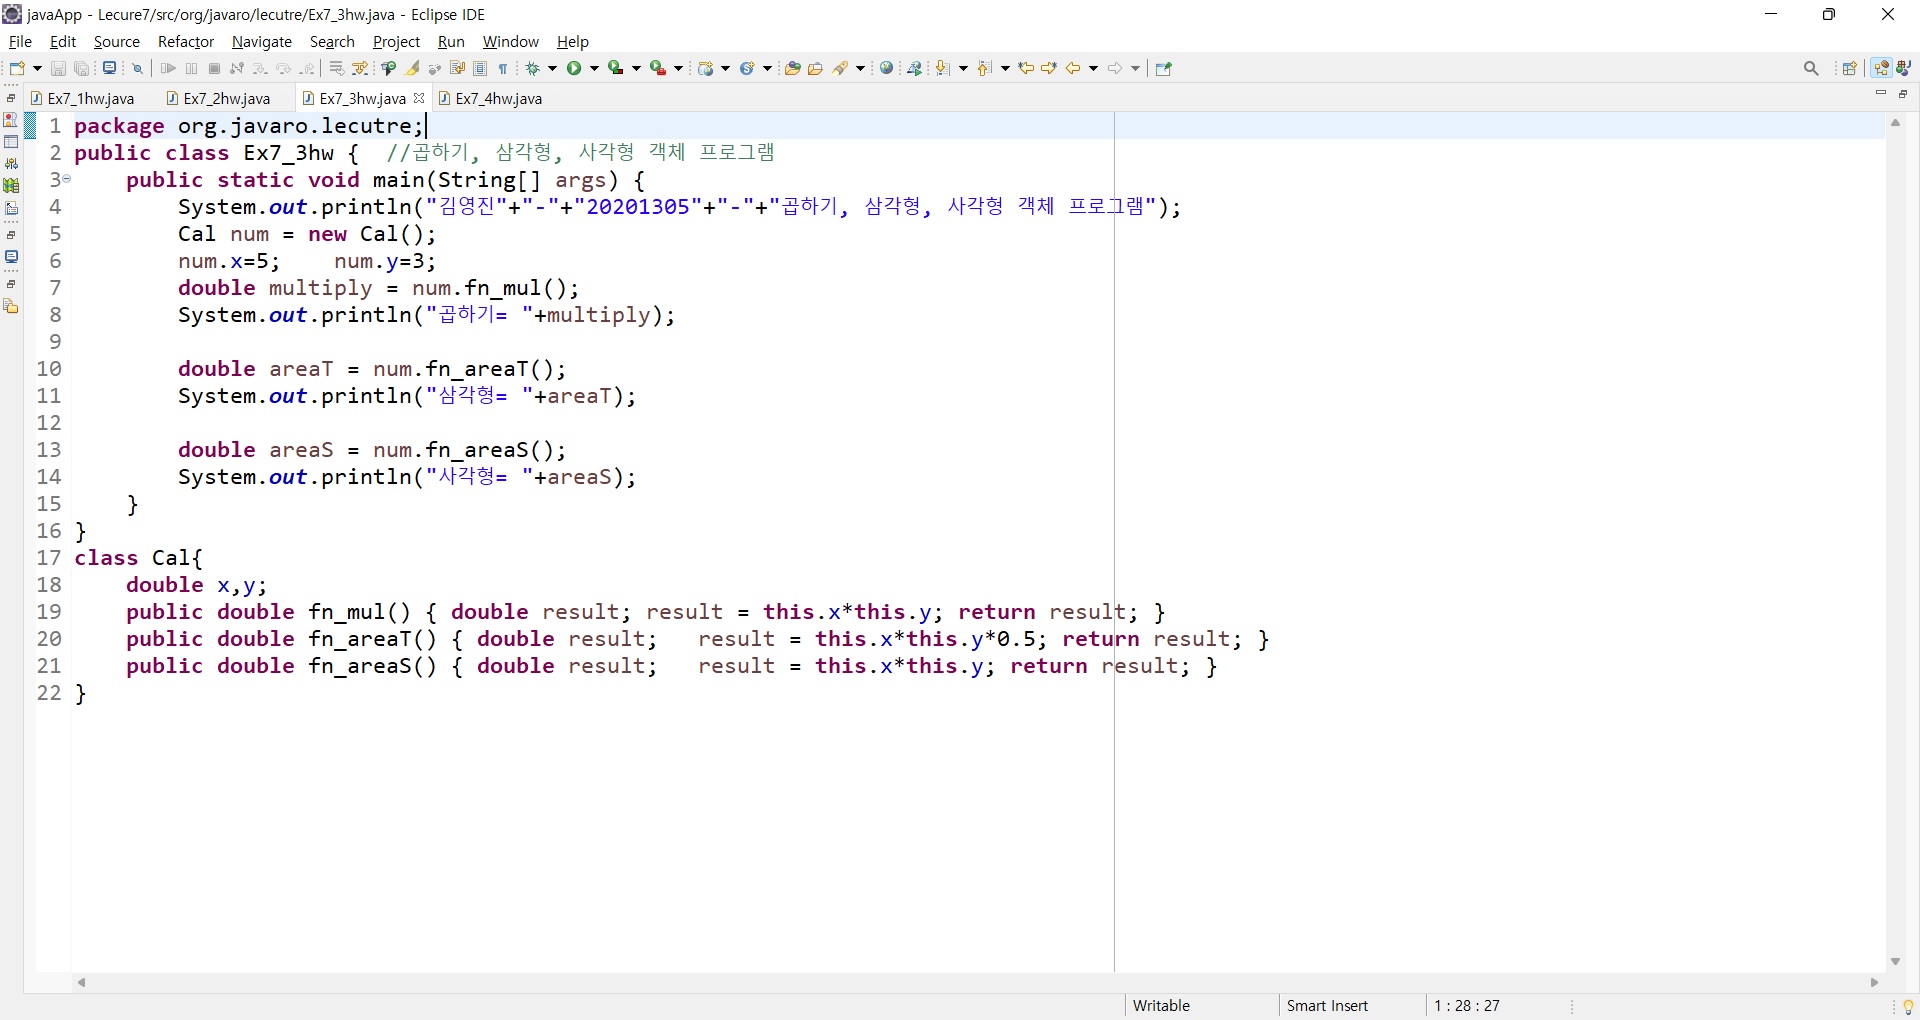 javaApp - Lecure7/src/org/javaro/lecutre/Ex7_3hw.java - Eclipse IDE
File Edit Source Refactor Navigate Search Project Run Window Help
Ex7_1hw.java Ex7_2hw.java Ex7_3hw.java Ex7_4hw.java
1 package org.javaro.lecutre;
2 public class Ex7_3hw { //곱하기, 삼각형, 사각형 객체 프로그램
3 public static void main(String[] args) {
4 System.out.println("김영진"+"-"+"20201305"+"-"+"곱하기, 삼각형, 사각형 객체 프로그램");
5 Cal num = new Cal();
6 num.x=5; num.y=3;
7 double multiply = num.fn_mul();
8 System.out.println("곱하기= "+multiply);
9
10 double areaT = num.fn_areaT();
11 System.out.println("삼각형= "+areaT);
12
13 double areaS = num.fn_areaS();
14 System.out.println("사각형= "+areaS);
15 }
16 }
17 class Cal{
18 double x,y;
19 public double fn_mul() { double result; result = this.x*this.y; return result; }
20 public double fn_areaT() { double result; result = this.x*this.y*0.5; return result; }
21 public double fn_areaS() { double result; result = this.x*this.y; return result; }
22 }
Writable Smart Insert 1 : 28 : 27